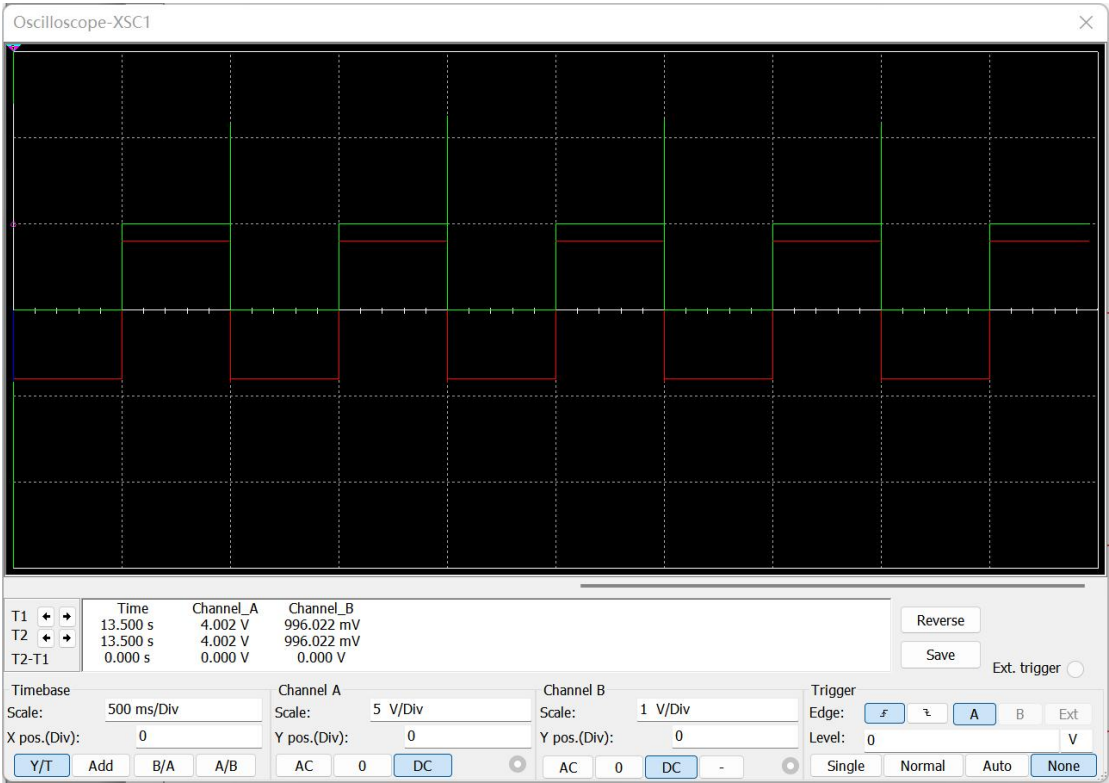 Oscilloscope-XSC1
Time Channel_A Channel_B
T1 13.500 s 4.002 V 996.022 mV
T2 13.500 s 4.002 V 996.022 mV
T2-T1 0.000 s 0.000 V 0.000 V
Reverse
Save
Ext. trigger
Timebase Channel A Channel B Trigger
Scale: 500 ms/Div Scale: 5 V/Div Scale: 1 V/Div Edge: A B Ext
X pos.(Div): 0 Y pos.(Div): 0 Y pos.(Div): 0 Level: 0 V
Y/T Add B/A A/B AC 0 DC AC 0 DC - Single Normal Auto None